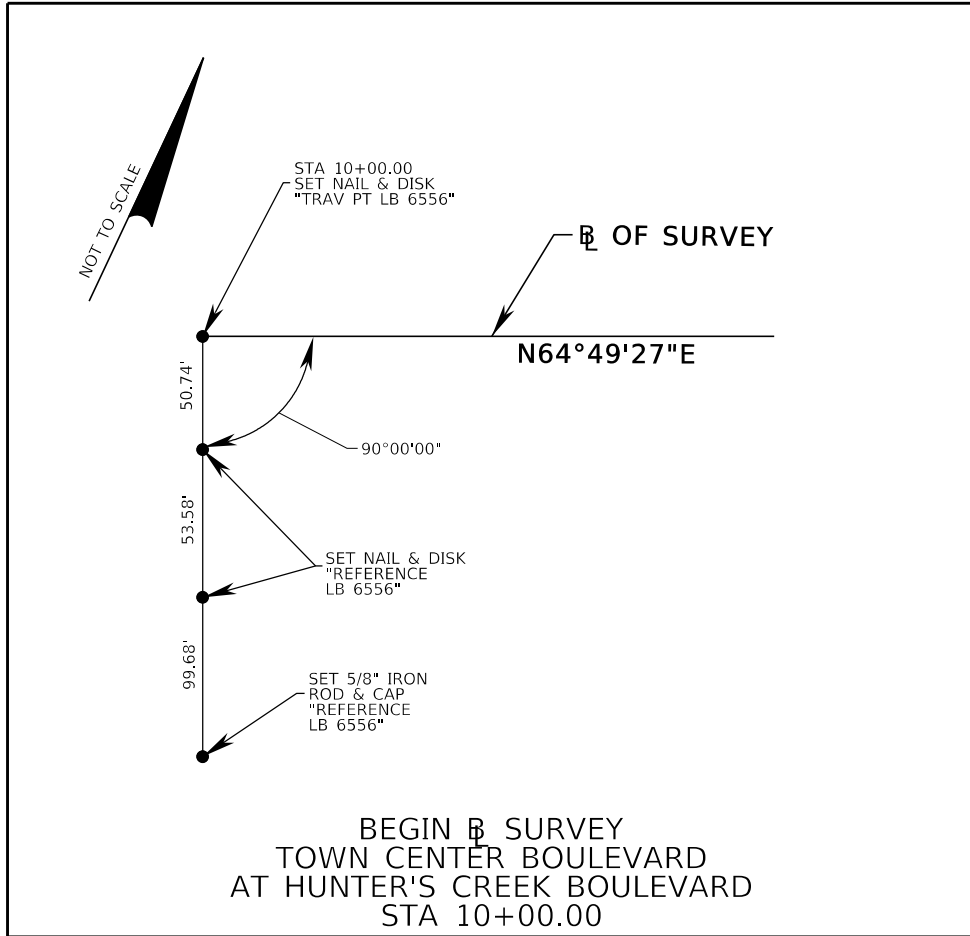 NOT TO SCALE
STA 10+00.00
SET NAIL & DISK
"TRAV PT LB 6556"
BL OF SURVEY
N64°49'27"E
50.74'
90°00'00"
53.58'
SET NAIL & DISK
"REFERENCE
LB 6556"
99.68'
SET 5/8" IRON
ROD & CAP
"REFERENCE
LB 6556"
BEGIN BL SURVEY
TOWN CENTER BOULEVARD
AT HUNTER'S CREEK BOULEVARD
STA 10+00.00